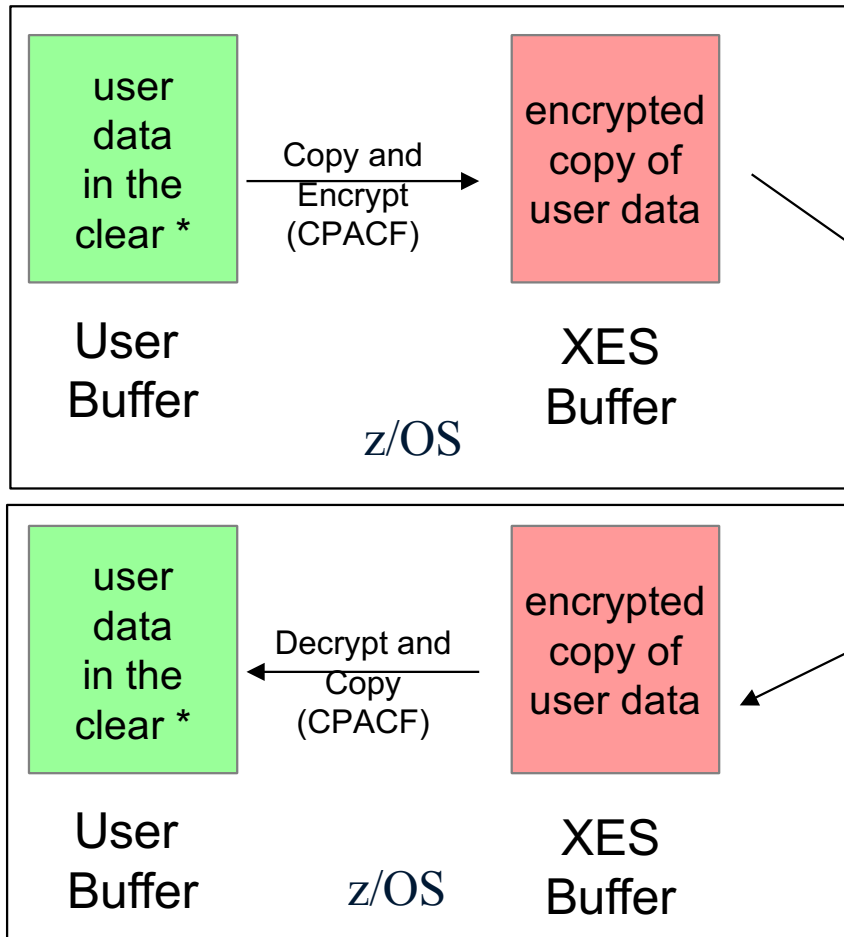 user
data
in the
clear *
Copy and
Encrypt
(CPACF)
encrypted
copy of
user data
User
Buffer
XES
Buffer
z/OS
user
data
in the
clear *
Decrypt and
Copy
(CPACF)
encrypted
copy of
user data
User
Buffer
XES
Buffer
z/OS